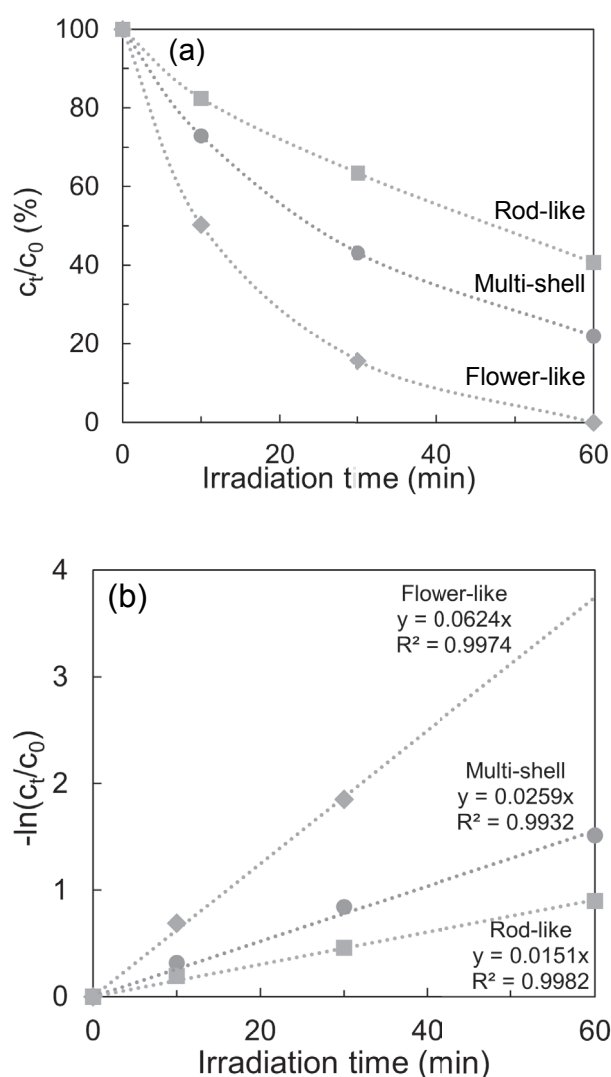 (a)
100
80
60
40
20
0
cₜ/c₀ (%)
Rod-like
Multi-shell
Flower-like
0 20 40 60
Irradiation time (min)
(b)
4
3
2
1
0
-ln(cₜ/c₀)
Flower-like
y = 0.0624x
R² = 0.9974
Multi-shell
y = 0.0259x
R² = 0.9932
Rod-like
y = 0.0151x
R² = 0.9982
0 20 40 60
Irradiation time (min)